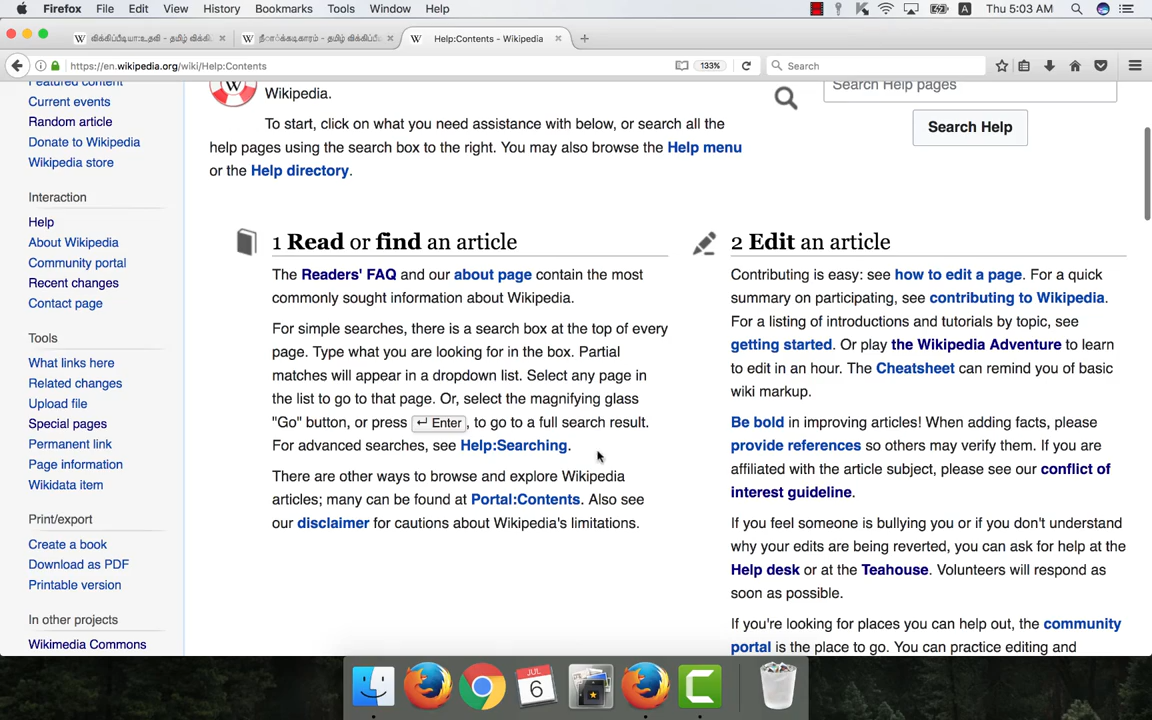 Firefox File Edit View History Bookmarks Tools Window Help
Thu 5:03 AM
விக்கிப்பீடியா:உதவி - தமிழ் விக்கி
தமிழ் விக்கிப்
Help:Contents - Wikipedia
https://en.wikipedia.org/wiki/Help:Contents
133%
Search
Featured content
Current events
Random article
Donate to Wikipedia
Wikipedia store
Interaction
Help
About Wikipedia
Community portal
Recent changes
Contact page
Tools
What links here
Related changes
Upload file
Special pages
Permanent link
Page information
Wikidata item
Print/export
Create a book
Download as PDF
Printable version
In other projects
Wikimedia Commons
Wikipedia.
To start, click on what you need assistance with below, or search all the
help pages using the search box to the right. You may also browse the Help menu
or the Help directory.
Search Help pages
Search Help
1 Read or find an article
The Readers' FAQ and our about page contain the most
commonly sought information about Wikipedia.
For simple searches, there is a search box at the top of every
page. Type what you are looking for in the box. Partial
matches will appear in a dropdown list. Select any page in
the list to go to that page. Or, select the magnifying glass
"Go" button, or press ↵ Enter, to go to a full search result.
For advanced searches, see Help:Searching.
There are other ways to browse and explore Wikipedia
articles; many can be found at Portal:Contents. Also see
our disclaimer for cautions about Wikipedia's limitations.
2 Edit an article
Contributing is easy: see how to edit a page. For a quick
summary on participating, see contributing to Wikipedia.
For a listing of introductions and tutorials by topic, see
getting started. Or play the Wikipedia Adventure to learn
to edit in an hour. The Cheatsheet can remind you of basic
wiki markup.
Be bold in improving articles! When adding facts, please
provide references so others may verify them. If you are
affiliated with the article subject, please see our conflict of
interest guideline.
If you feel someone is bullying you or if you don't understand
why your edits are being reverted, you can ask for help at the
Help desk or at the Teahouse. Volunteers will respond as
soon as possible.
If you're looking for places you can help out, the community
portal is the place to go. You can practice editing and
JUL
6